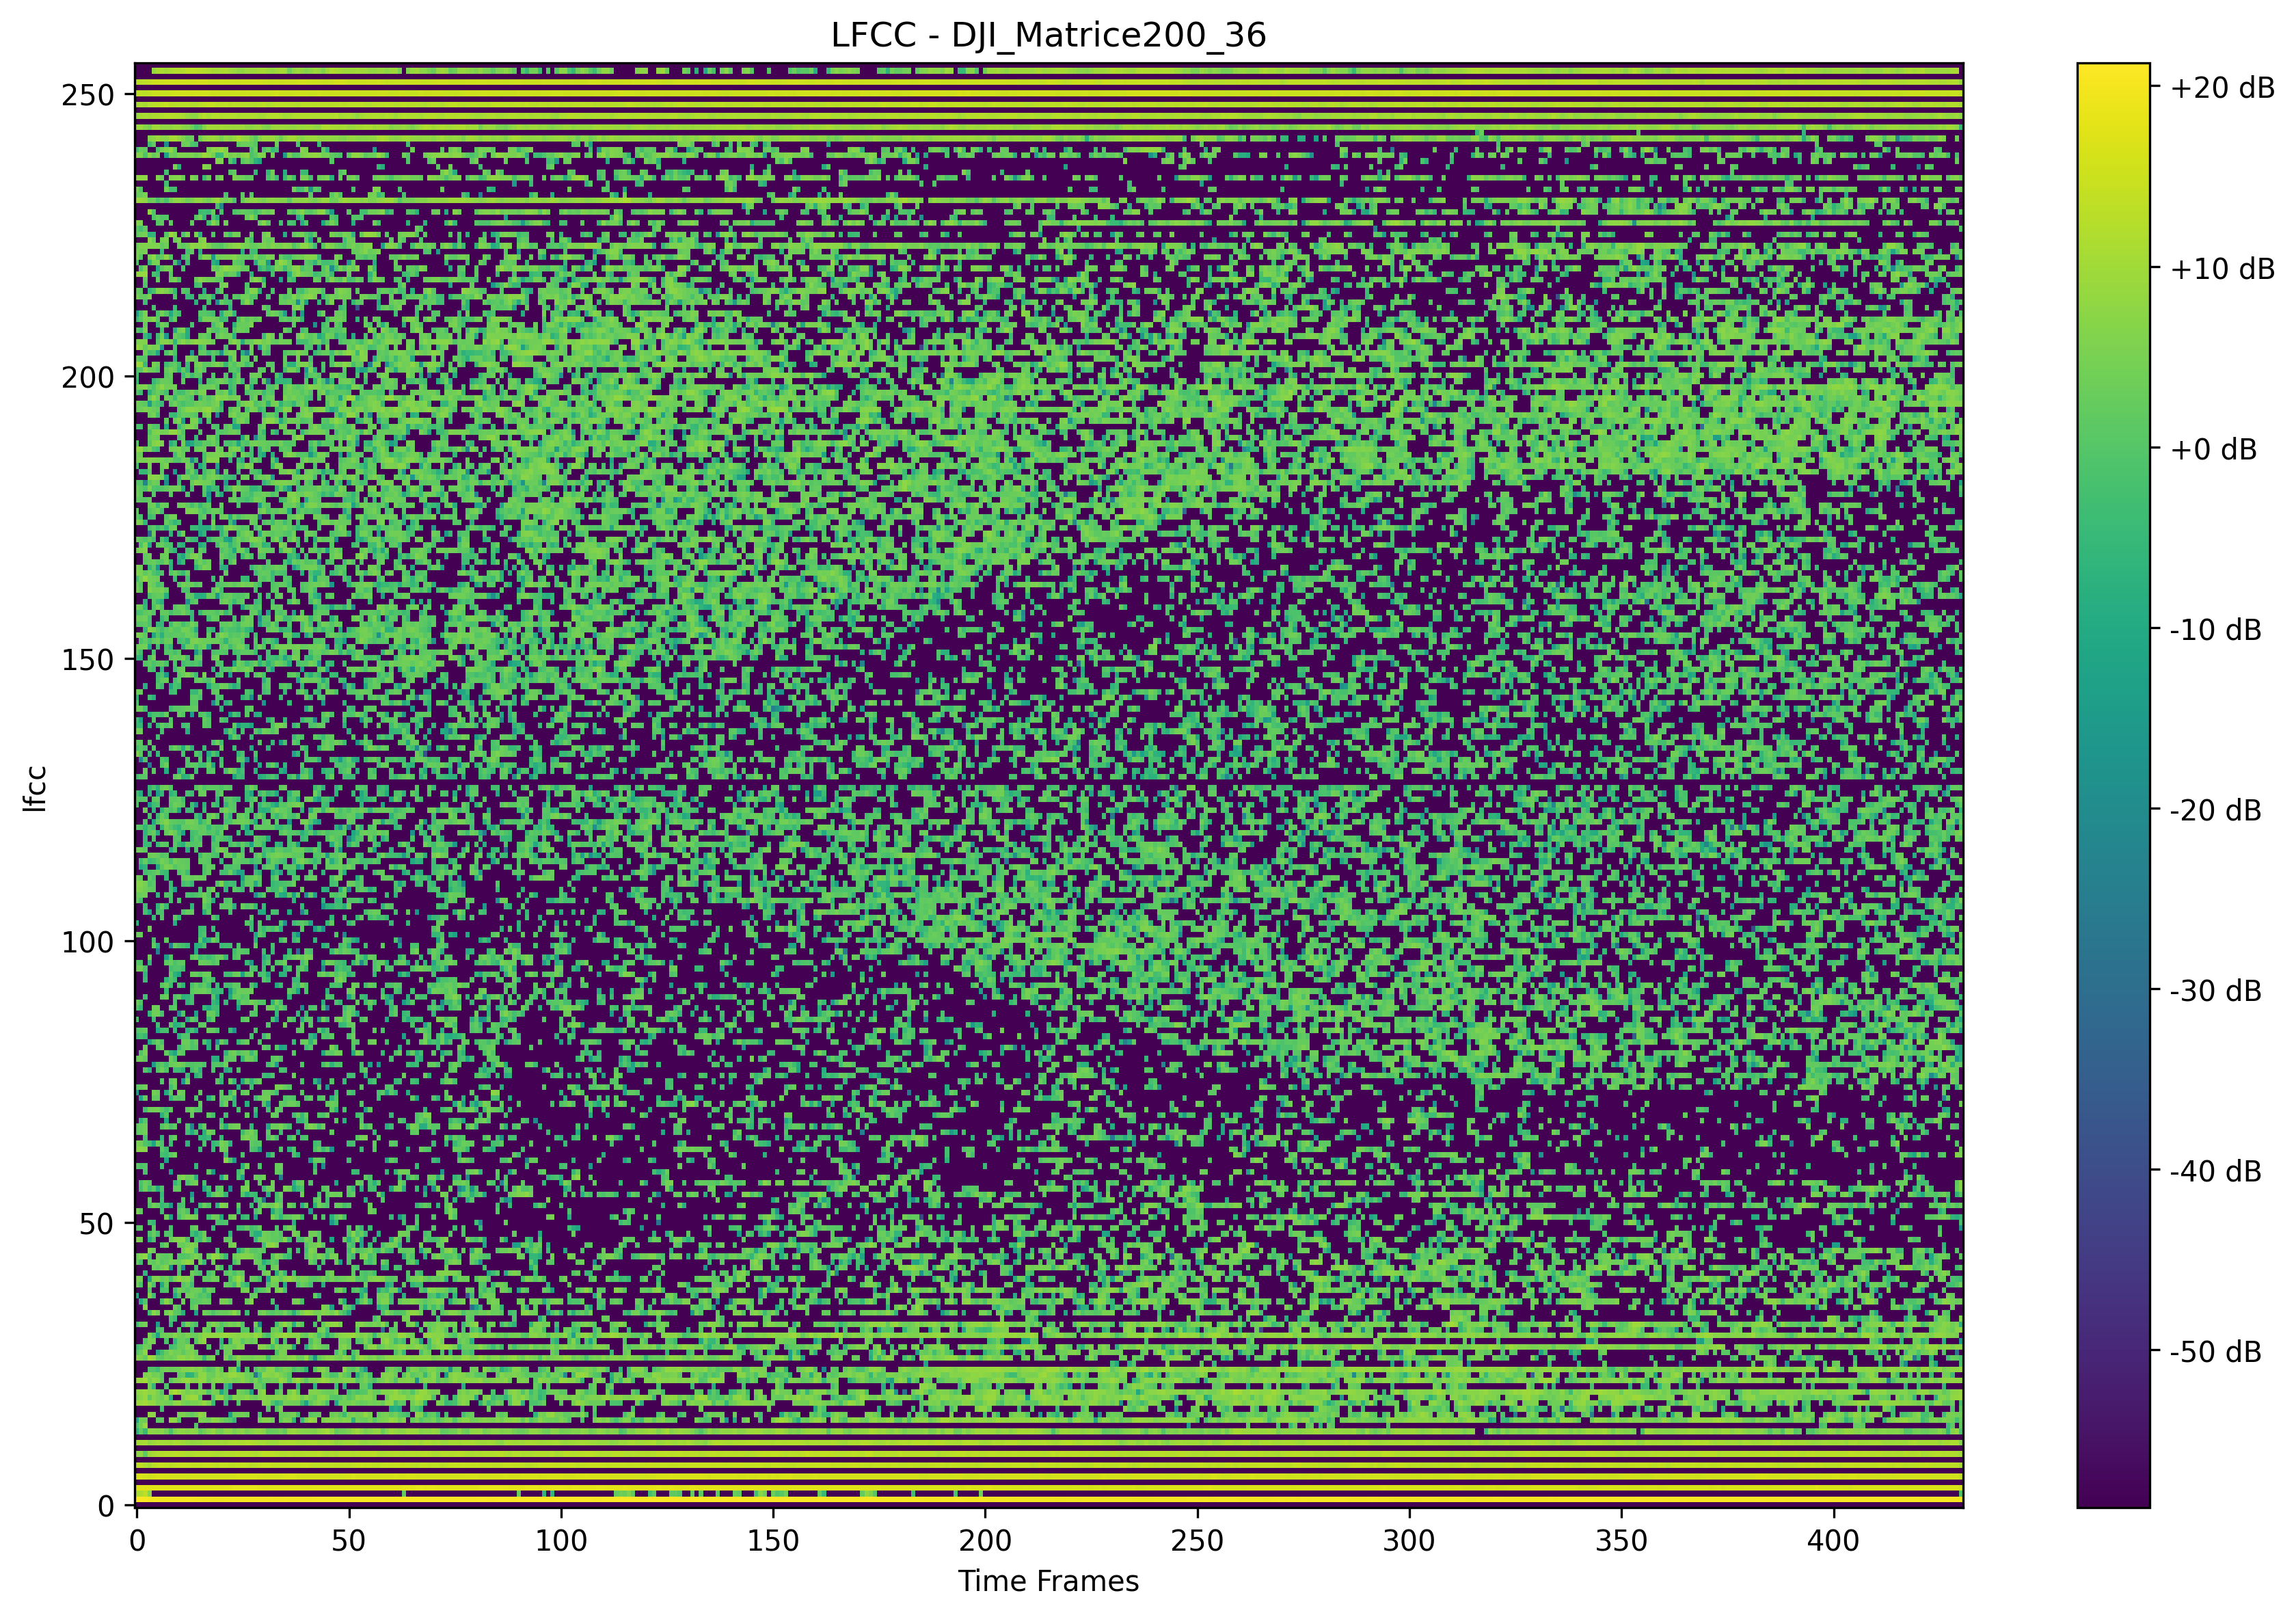 LFCC - DJI_Matrice200_36
250
200
150
100
50
0
lfcc
0 50 100 150 200 250 300 350 400
Time Frames
+20 dB
+10 dB
+0 dB
-10 dB
-20 dB
-30 dB
-40 dB
-50 dB